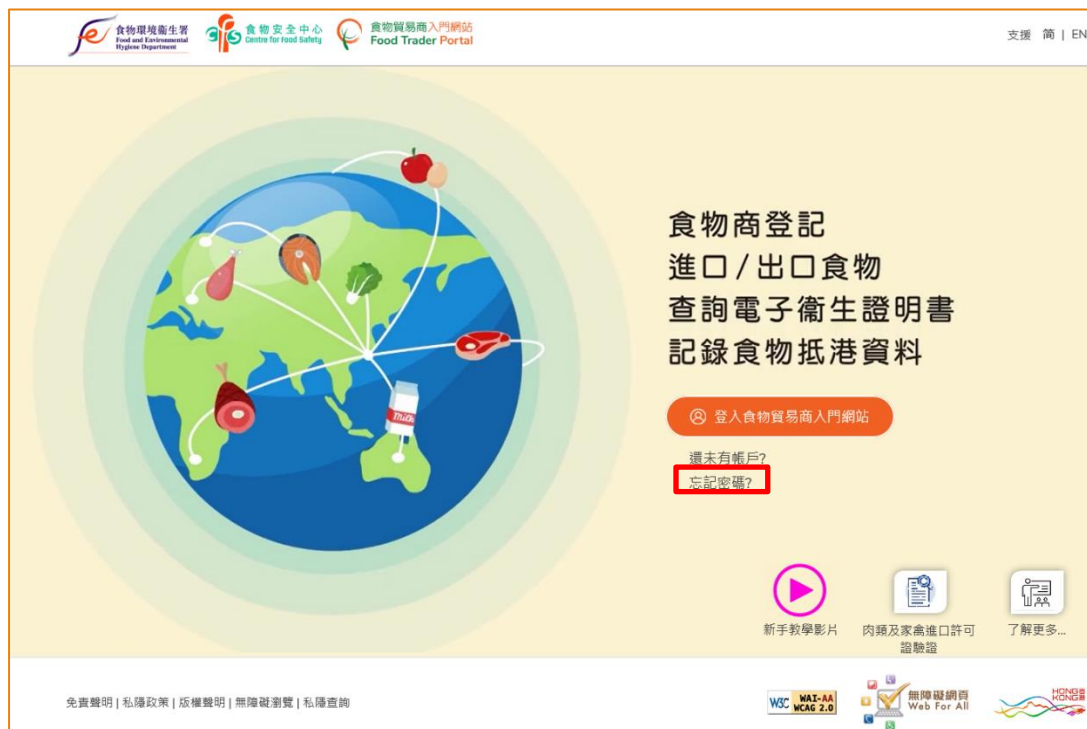 食物環境衞生署
Food and Environmental
Hygiene Department
食物安全中心
Centre for Food Safety
食物貿易商入門網站
Food Trader Portal
支援 简 | EN
食物商登記
進口/出口食物
查詢電子衞生證明書
記錄食物抵港資料
登入食物貿易商入門網站
還未有帳戶?
忘記密碼?
Milk
新手教學影片
肉類及家禽進口許可
證驗證
了解更多...
免責聲明 | 私隱政策 | 版權聲明 | 無障礙瀏覽 | 私隱查詢
W3C WAI-AA
WCAG 2.0
無障礙網頁
Web For All
HONG
KONG